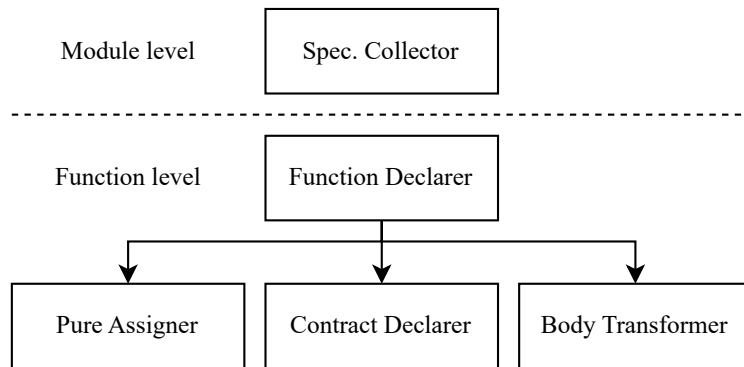 Module level
Spec. Collector
Function level
Function Declarer
Pure Assigner
Contract Declarer
Body Transformer